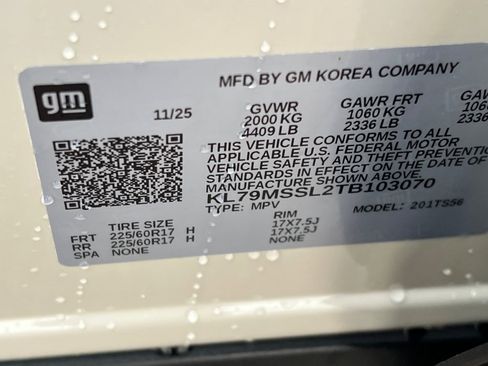 gm
MFD BY GM KOREA COMPANY
11/25 GVWR GAWR FRT GAWR
2000 KG 1060 KG 1060
4409 LB 2336 LB 2336
THIS VEHICLE CONFORMS TO ALL
APPLICABLE U.S. FEDERAL MOTOR
VEHICLE SAFETY AND THEFT PREVENTION
STANDARDS IN EFFECT ON THE DATE OF
MANUFACTURE SHOWN ABOVE.
KL79MSSL2TB103070
TYPE: MPV MODEL: 201TS56
TIRE SIZE RIM
FRT 225/60R17 H 17X7.5J
RR 225/60R17 H 17X7.5J
SPA NONE NONE